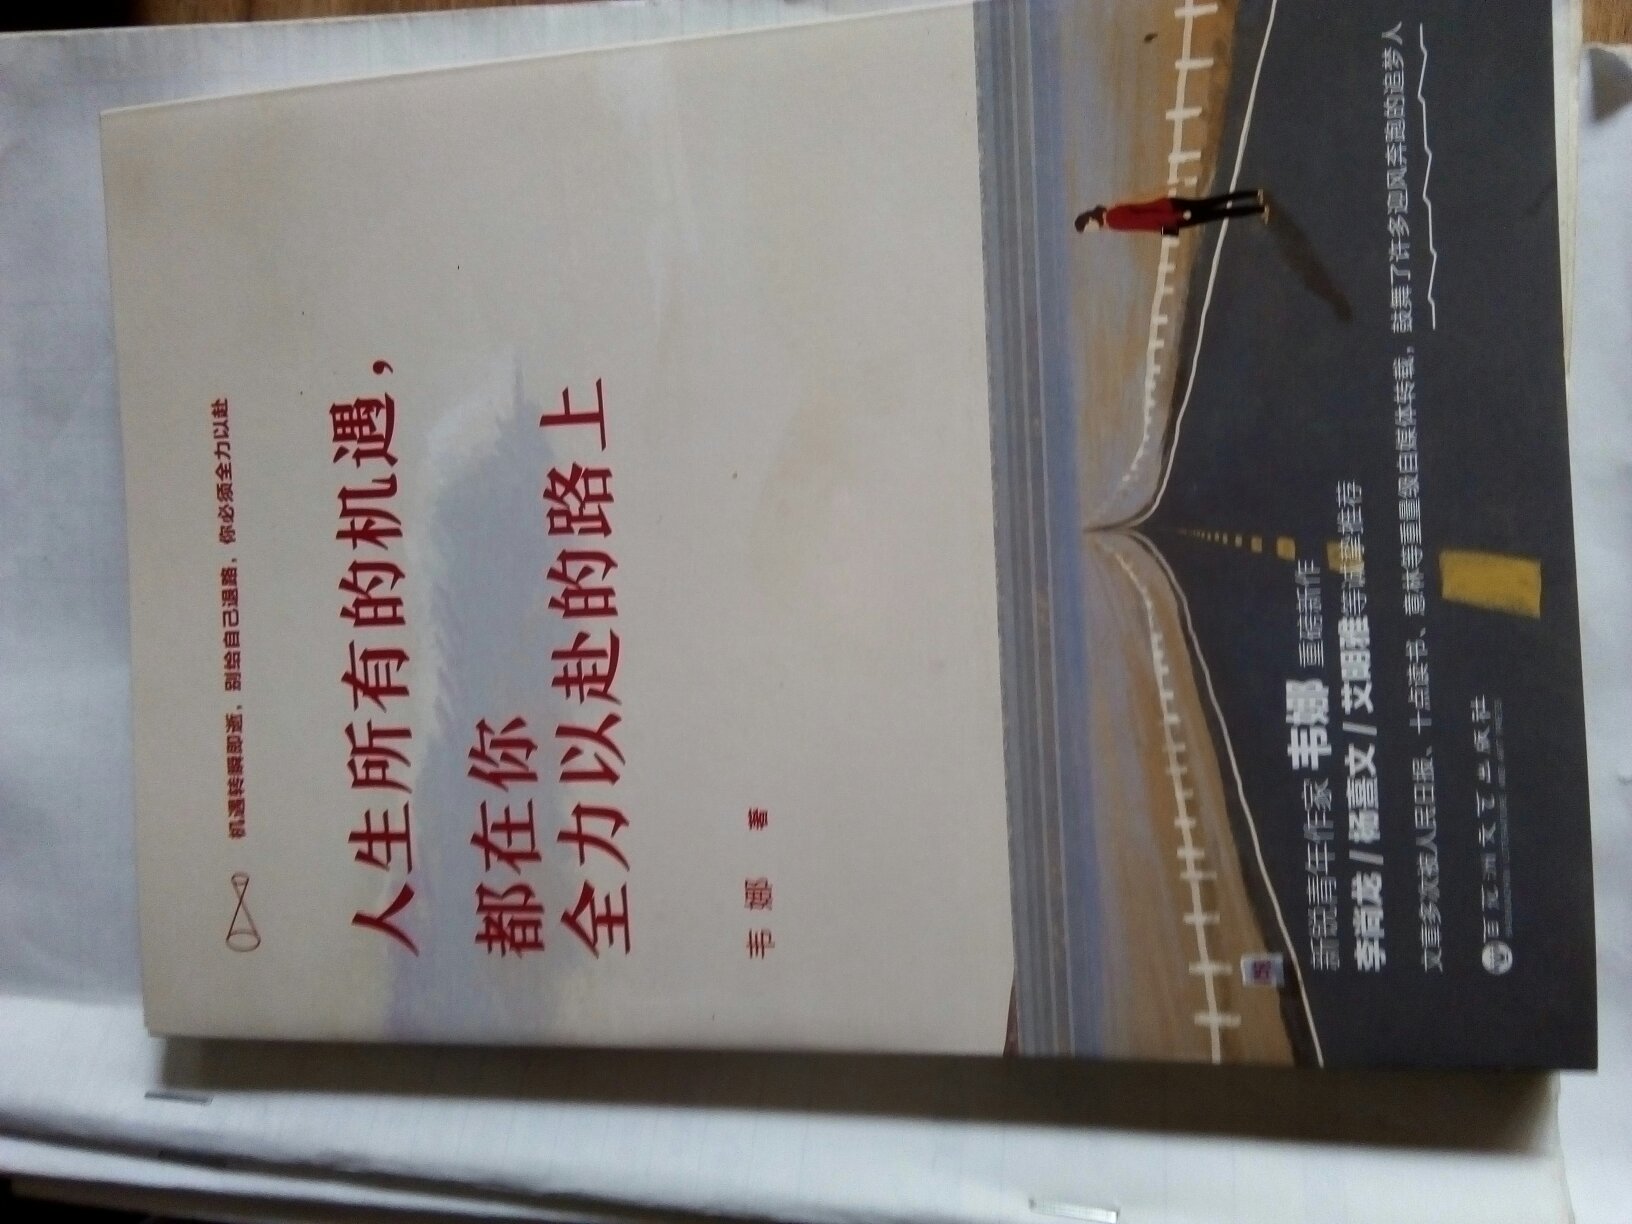 机遇转瞬即逝，别给自己退路，你必须全力以赴
人生所有的机遇，
都在你
全力以赴的路上
韦娜 著
新锐青年作家 韦娜 重磅新作
李尚龙/杨熹文/艾明雅等诚挚推荐
文章多次被人民日报、十点读书、意林等重量级自媒体转载，鼓舞了许多迎风奔跑的追梦人
百花洲文艺出版社
BAIHUAZHOU LITERATURE AND ART PRESS